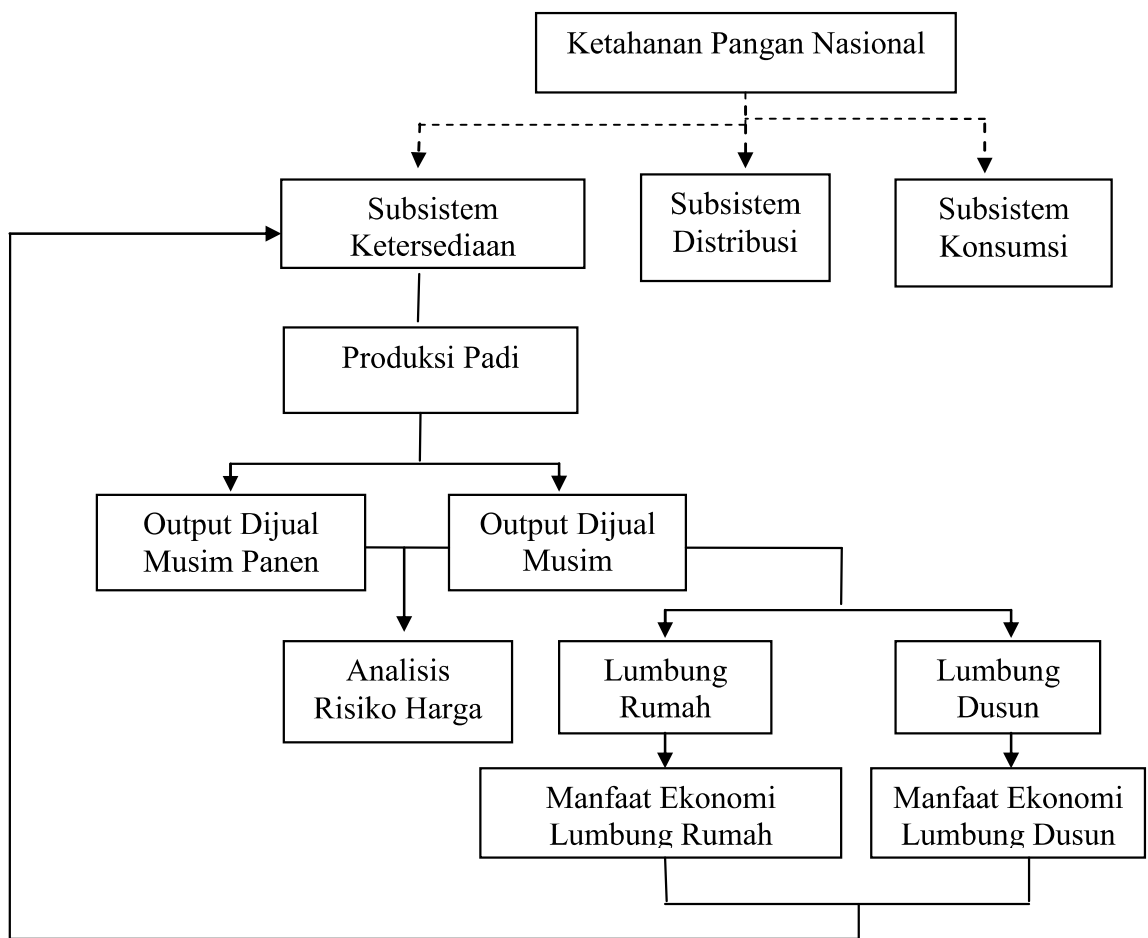 Ketahanan Pangan Nasional
Subsistem
Ketersediaan
Subsistem
Distribusi
Subsistem
Konsumsi
Produksi Padi
Output Dijual
Musim Panen
Output Dijual
Musim
Analisis
Risiko Harga
Lumbung
Rumah
Lumbung
Dusun
Manfaat Ekonomi
Lumbung Rumah
Manfaat Ekonomi
Lumbung Dusun